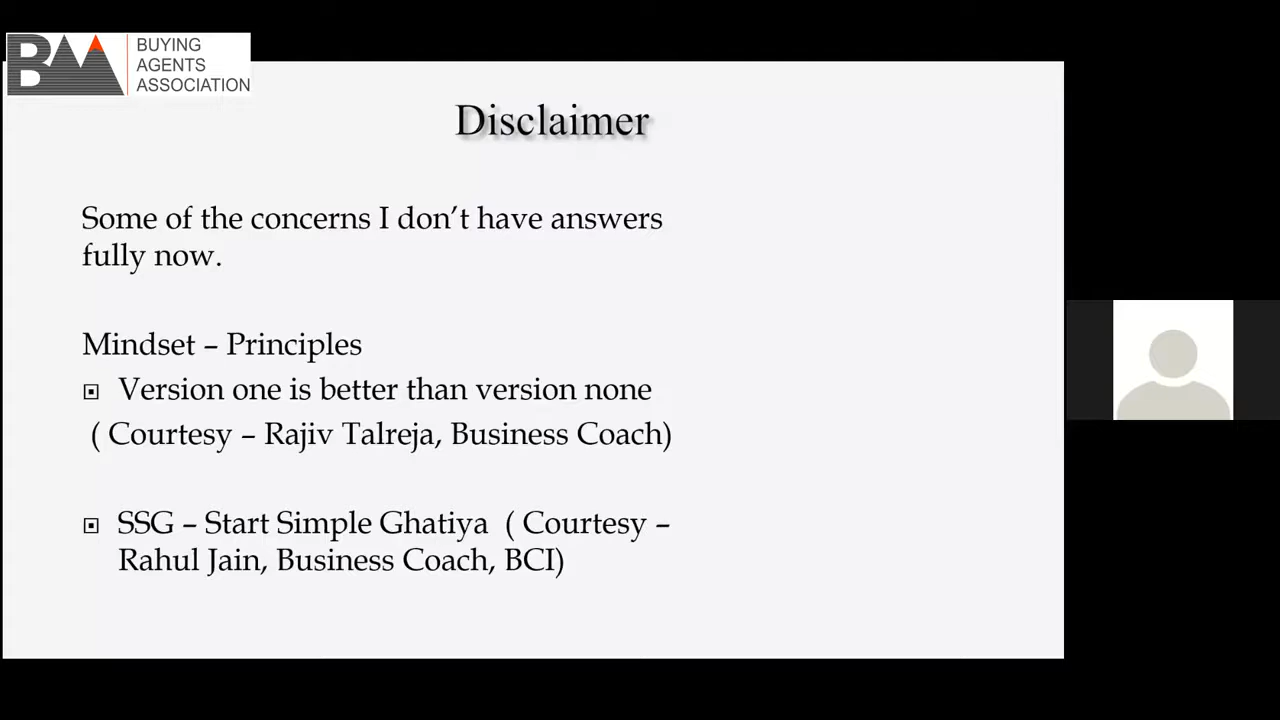 BMA
BUYING
AGENTS
ASSOCIATION
Disclaimer
Some of the concerns I don’t have answers
fully now.
Mindset – Principles
Version one is better than version none
( Courtesy – Rajiv Talreja, Business Coach)
SSG – Start Simple Ghatiya ( Courtesy –
Rahul Jain, Business Coach, BCI)